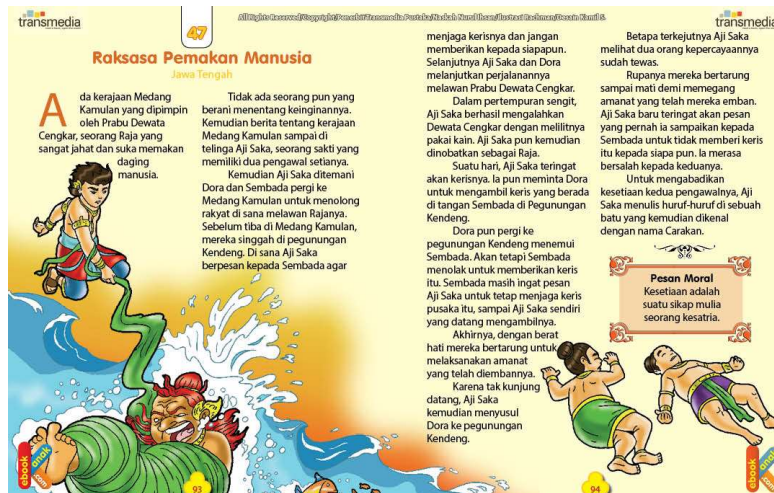 All Rights Reserved/Copyright/Penerbit/Transmedia Pustaka/Naskah Nurul Ihsan/Ilustrasi Rachman/Desain Kamil S.
transmedia
47
Raksasa Pemakan Manusia
Jawa Tengah
Ada kerajaan Medang
Kamulan yang dipimpin
oleh Prabu Dewata
Cengkar, seorang Raja yang
sangat jahat dan suka memakan
daging
manusia.
Tidak ada seorang pun yang
berani menentang keinginannya.
Kemudian berita tentang kerajaan
Medang Kamulan sampai di
telinga Aji Saka, seorang sakti yang
memiliki dua pengawal setianya.
Kemudian Aji Saka ditemani
Dora dan Sembada pergi ke
Medang Kamulan untuk menolong
rakyat di sana melawan Rajanya.
Sebelum tiba di Medang Kamulan,
mereka singgah di pegunungan
Kendeng. Di sana Aji Saka
berpesan kepada Sembada agar
ebook
anak
.com
93
transmedia
menjaga kerisnya dan jangan
memberikan kepada siapapun.
Selanjutnya Aji Saka dan Dora
melanjutkan perjalanannya
melawan Prabu Dewata Cengkar.
Dalam pertempuran sengit,
Aji Saka berhasil mengalahkan
Dewata Cengkar dengan melilitnya
pakai kain. Aji Saka pun kemudian
dinobatkan sebagai Raja.
Suatu hari, Aji Saka teringat
akan kerisnya. Ia pun meminta Dora
untuk mengambil keris yang berada
di tangan Sembada di Pegunungan
Kendeng.
Dora pun pergi ke
pegunungan Kendeng menemui
Sembada. Akan tetapi Sembada
menolak untuk memberikan keris
itu. Sembada masih ingat pesan
Aji Saka untuk tetap menjaga keris
pusaka itu, sampai Aji Saka sendiri
yang datang mengambilnya.
Akhirnya, dengan berat
hati mereka bertarung untuk
melaksanakan amanat
yang telah diembannya.
Karena tak kunjung
datang, Aji Saka
kemudian menyusul
Dora ke pegunungan
Kendeng.
Betapa terkejutnya Aji Saka
melihat dua orang kepercayaannya
sudah tewas.
Rupanya mereka bertarung
sampai mati demi memegang
amanat yang telah mereka emban.
Aji Saka baru teringat akan pesan
yang pernah ia sampaikan kepada
Sembada untuk tidak memberi keris
itu kepada siapa pun. Ia merasa
bersalah kepada keduanya.
Untuk mengabadikan
kesetiaan kedua pengawalnya, Aji
Saka menulis huruf-huruf di sebuah
batu yang kemudian dikenal
dengan nama Carakan.
Pesan Moral
Kesetiaan adalah
suatu sikap mulia
seorang kesatria.
94
ebook
anak
.com